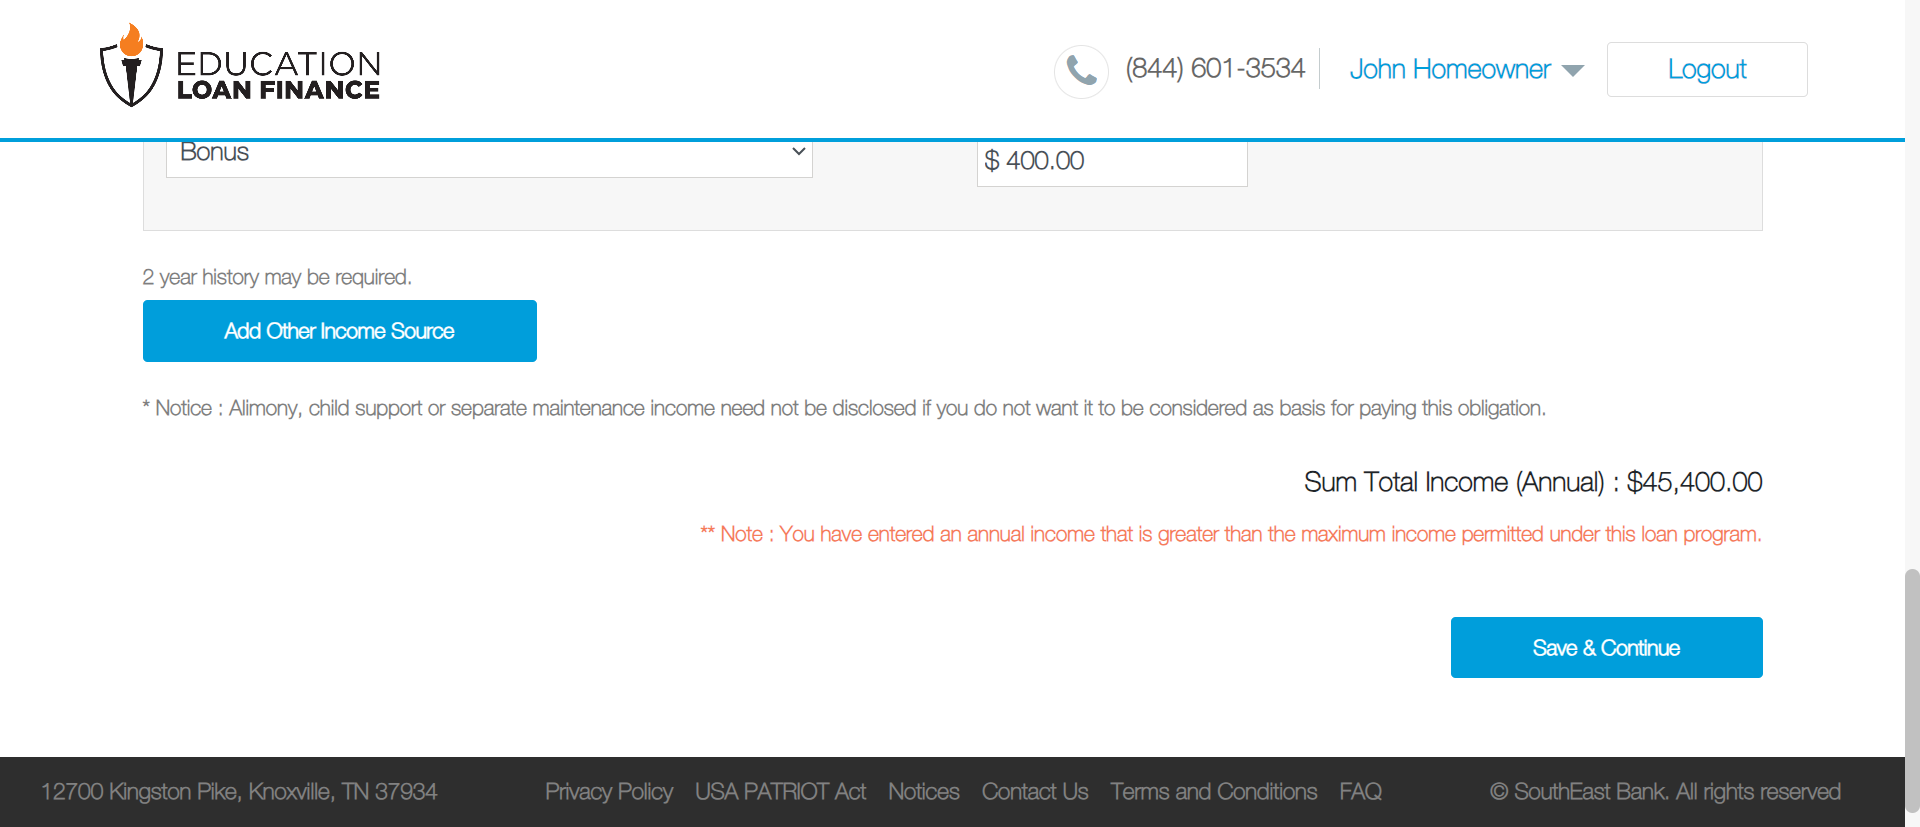 EDUCATION
LOAN FINANCE
(844) 601-3534
John Homeowner
Logout
Bonus
$ 400.00
2 year history may be required.
Add Other Income Source
* Notice : Alimony, child support or separate maintenance income need not be disclosed if you do not want it to be considered as basis for paying this obligation.
Sum Total Income (Annual) : $45,400.00
** Note : You have entered an annual income that is greater than the maximum income permitted under this loan program.
Save & Continue
12700 Kingston Pike, Knoxville, TN 37934 Privacy Policy USA PATRIOT Act Notices Contact Us Terms and Conditions FAQ © SouthEast Bank. All rights reserved